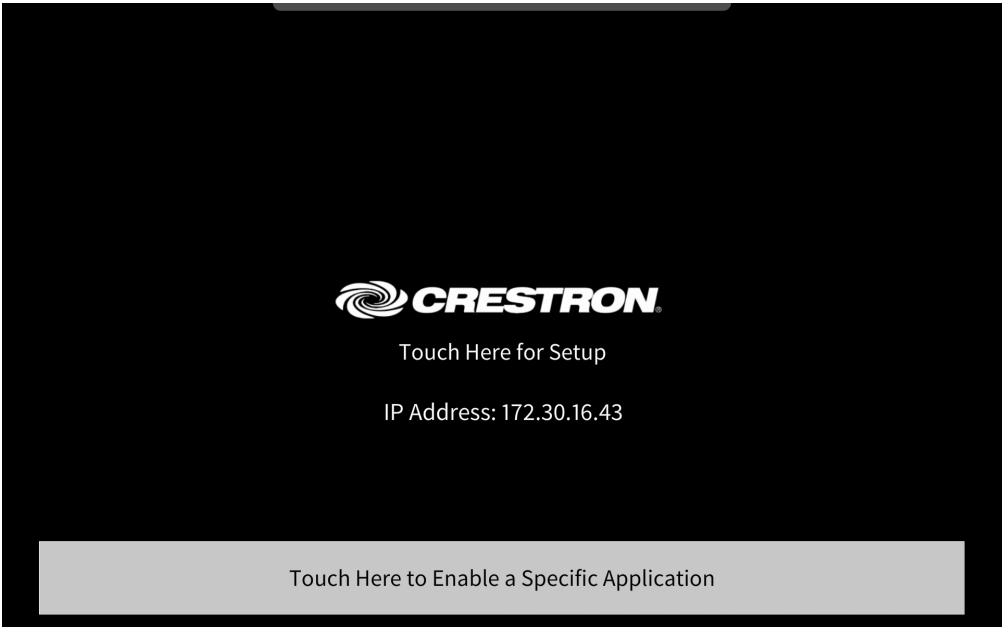 CRESTRON®
Touch Here for Setup
IP Address: 172.30.16.43
Touch Here to Enable a Specific Application